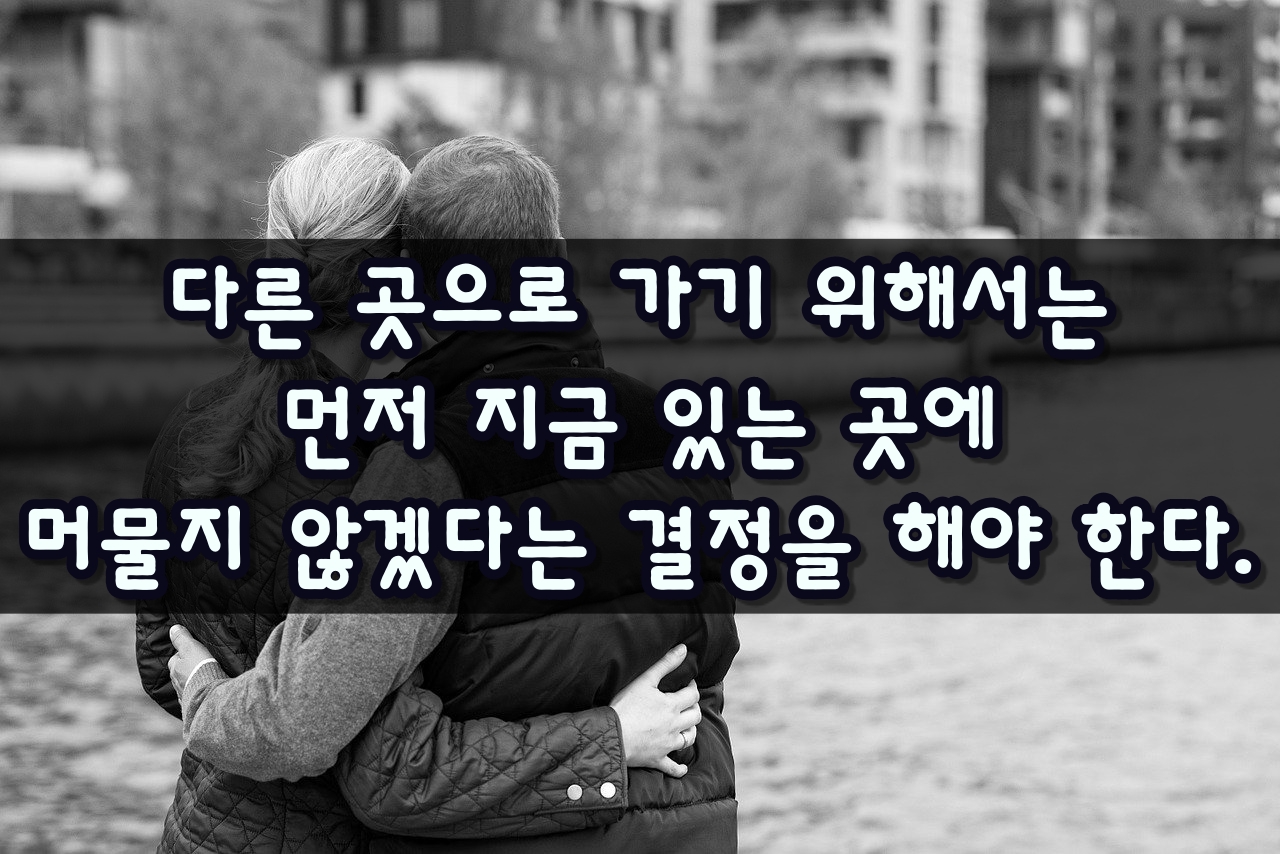 다른 곳으로 가기 위해서는
먼저 지금 있는 곳에
머물지 않겠다는 결정을 해야 한다.